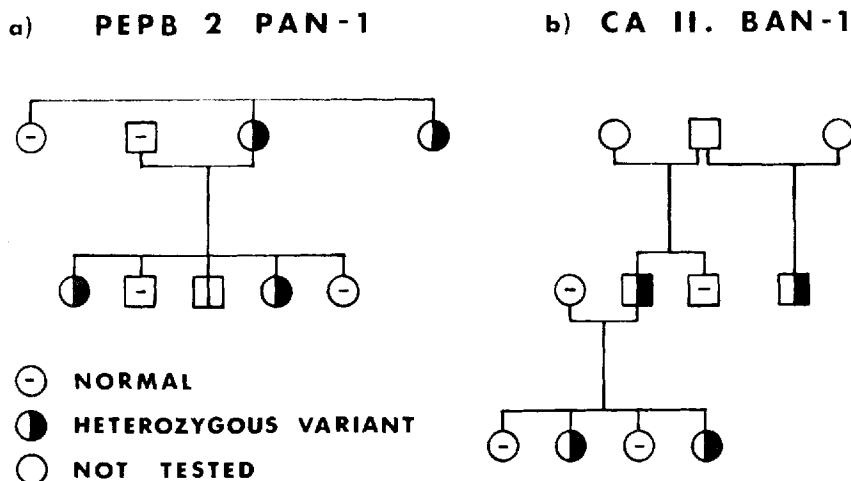 a) PEPB 2 PAN-1
b) CA II. BAN-1
NORMAL
HETEROZYGOUS VARIANT
NOT TESTED